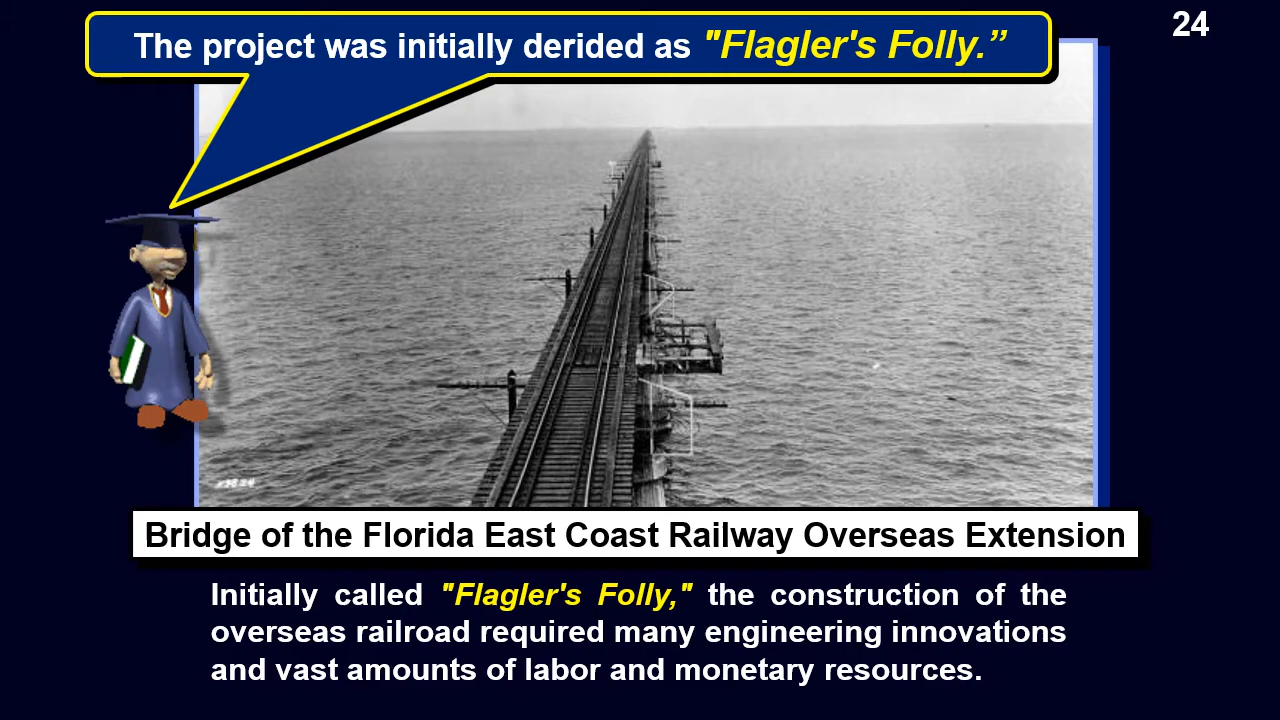 The project was initially derided as "Flagler's Folly.”
24
Bridge of the Florida East Coast Railway Overseas Extension
Initially called "Flagler's Folly," the construction of the
overseas railroad required many engineering innovations
and vast amounts of labor and monetary resources.